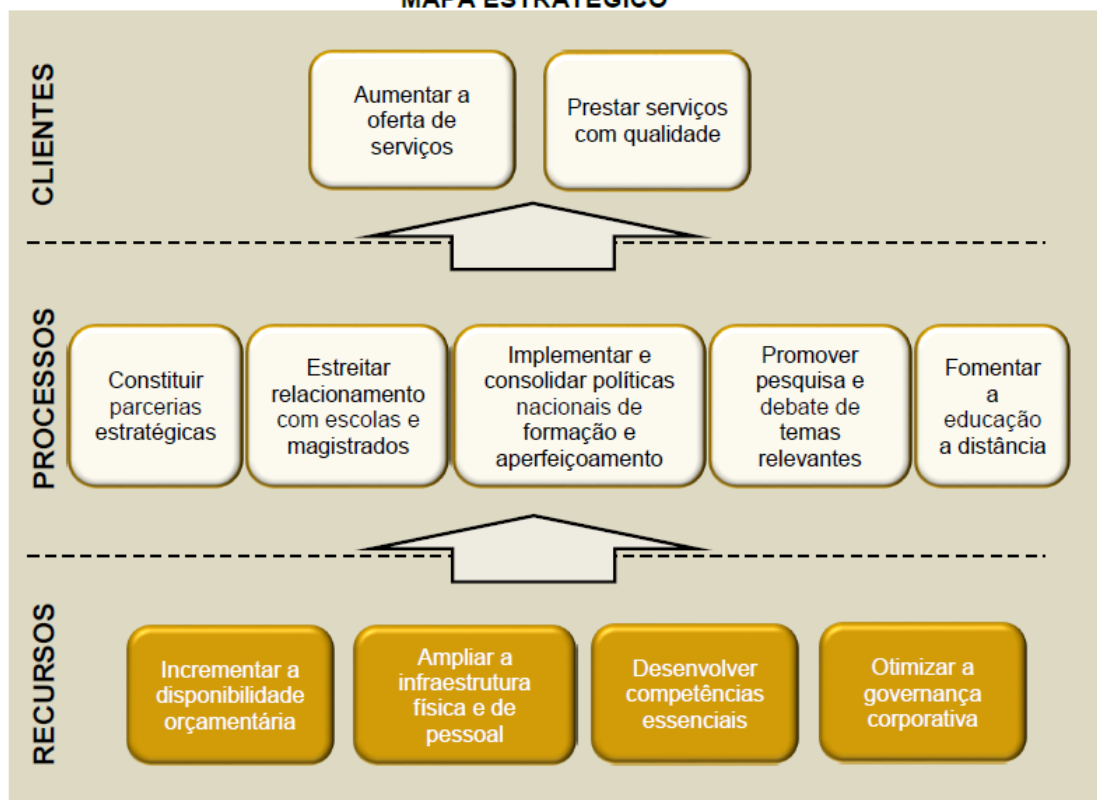 MAPA ESTRATÉGICO
CLIENTES
Aumentar a
oferta de
serviços
Prestar serviços
com qualidade
PROCESSOS
Constituir
parcerias
estratégicas
Estreitar
relacionamento
com escolas e
magistrados
Implementar e
consolidar políticas
nacionais de
formação e
aperfeiçoamento
Promover
pesquisa e
debate de
temas
relevantes
Fomentar
a
educação
a distância
RECURSOS
Incrementar a
disponibilidade
orçamentária
Ampliar a
infraestrutura
física e de
pessoal
Desenvolver
competências
essenciais
Otimizar a
governança
corporativa